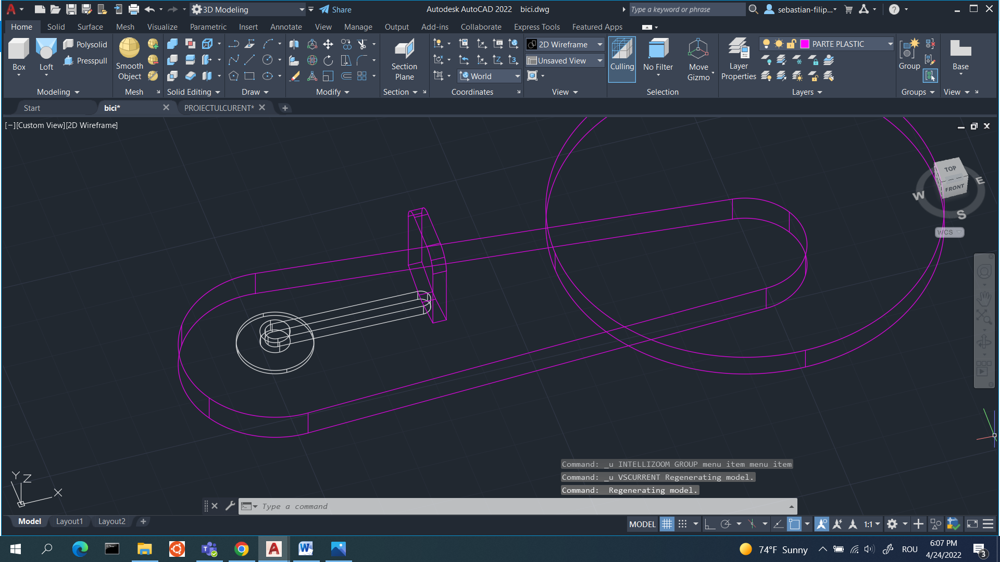 3D Modeling Share Autodesk AutoCAD 2022 bici.dwg Type a keyword or phrase sebastian-filip... ?
Home Solid Surface Mesh Visualize Parametric Insert Annotate View Manage Output Add-ins Collaborate Express Tools Featured Apps
Box
Loft
Polysolid
Presspull
Modeling
Smooth
Object
Mesh
Solid Editing
Draw
Modify
Section
Plane
Section
World
Coordinates
2D Wireframe
Unsaved View
View
Culling
No Filter
Move
Gizmo
Selection
Layer
Properties
PARTE PLASTIC
Layers
Group
Groups
Base
View
Start bici* PROIECTULCURENT*
[−][Custom View][2D Wireframe]
TOP
FRONT
W
E
S
WCS
Command: _u INTELLIZOOM GROUP menu item menu item
Command: _u VSCURRENT Regenerating model.
Command: Regenerating model.
Type a command
Y
Z
X
Model Layout1 Layout2
MODEL 1:1
74°F Sunny ROU
6:07 PM
4/24/2022
3